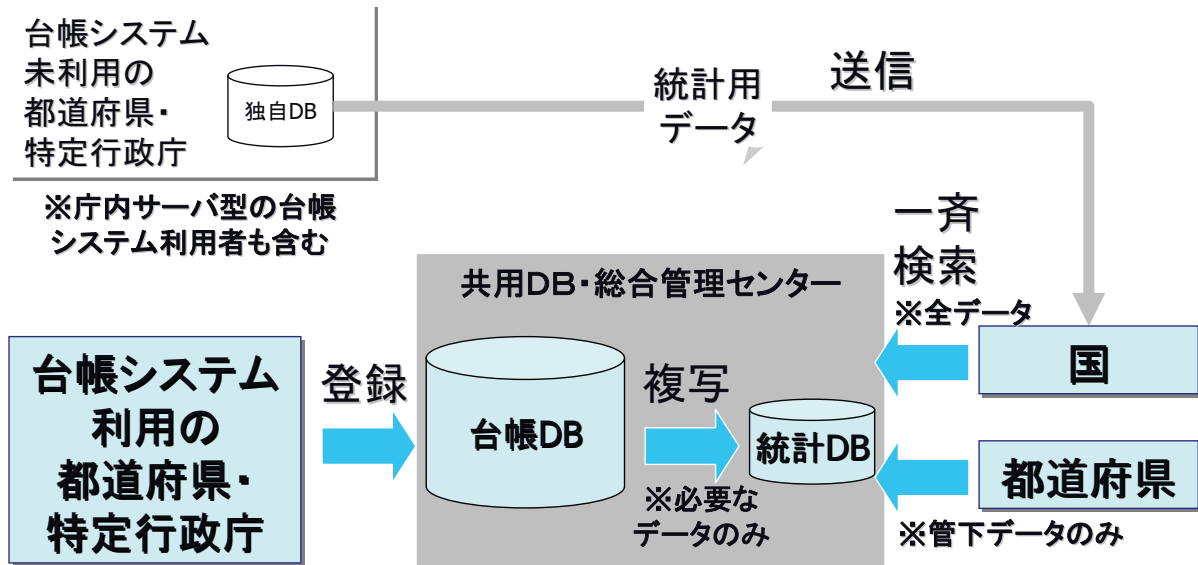 台帳システム
未利用の
都道府県・
特定行政庁
独自DB
統計用
データ
送信
※庁内サーバ型の台帳
システム利用者も含む
一斉
検索
※全データ
共用DB・総合管理センター
台帳システム
利用の
都道府県・
特定行政庁
登録
台帳DB
複写
※必要な
データのみ
統計DB
国
都道府県
※管下データのみ